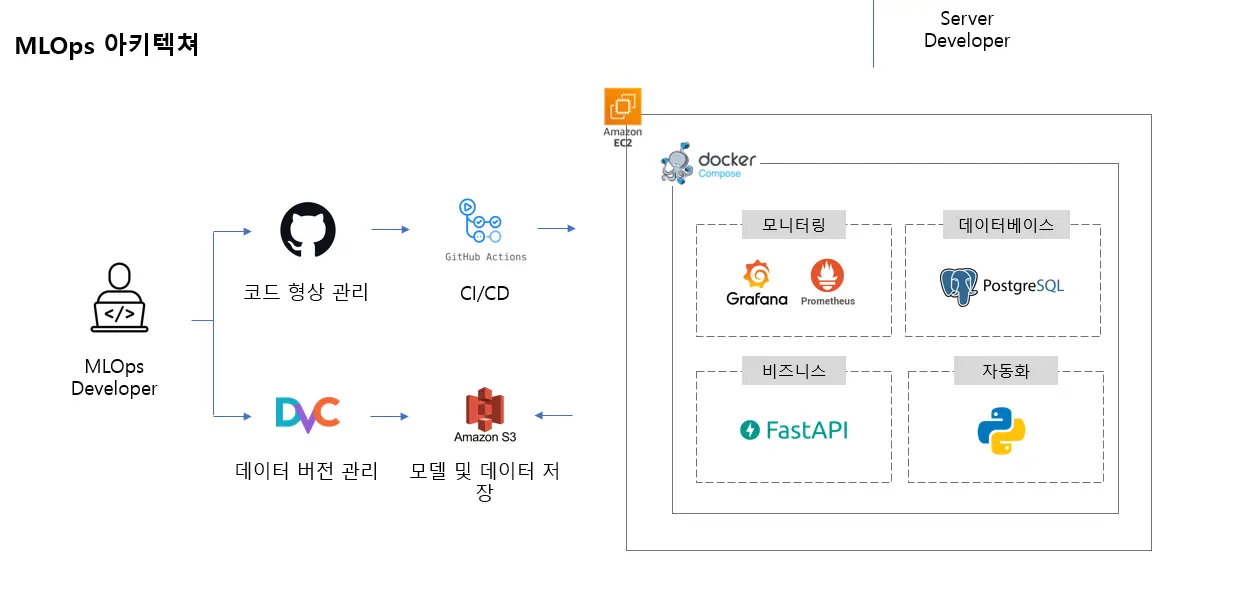 MLOps 아키텍쳐
Server
Developer
Amazon
EC2
docker
Compose
모니터링
데이터베이스
GitHub Actions
Grafana
Prometheus
PostgreSQL
코드 형상 관리
CI/CD
</>
MLOps
Developer
비즈니스
자동화
DVC
Amazon S3
FastAPI
데이터 버전 관리
모델 및 데이터 저
장